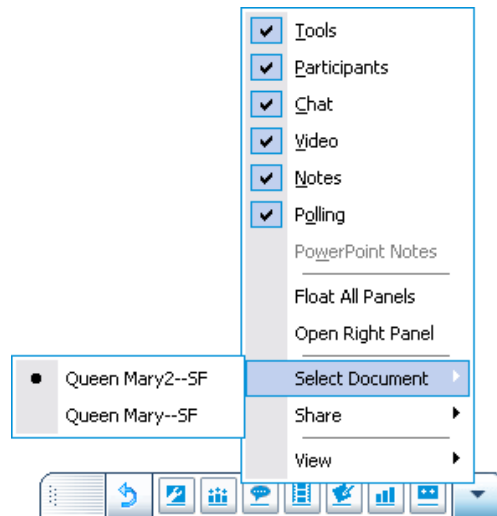 Tools
Participants
Chat
Video
Notes
Polling
PowerPoint Notes
Float All Panels
Open Right Panel
Select Document
Queen Mary2--SF
Queen Mary--SF
Share
View